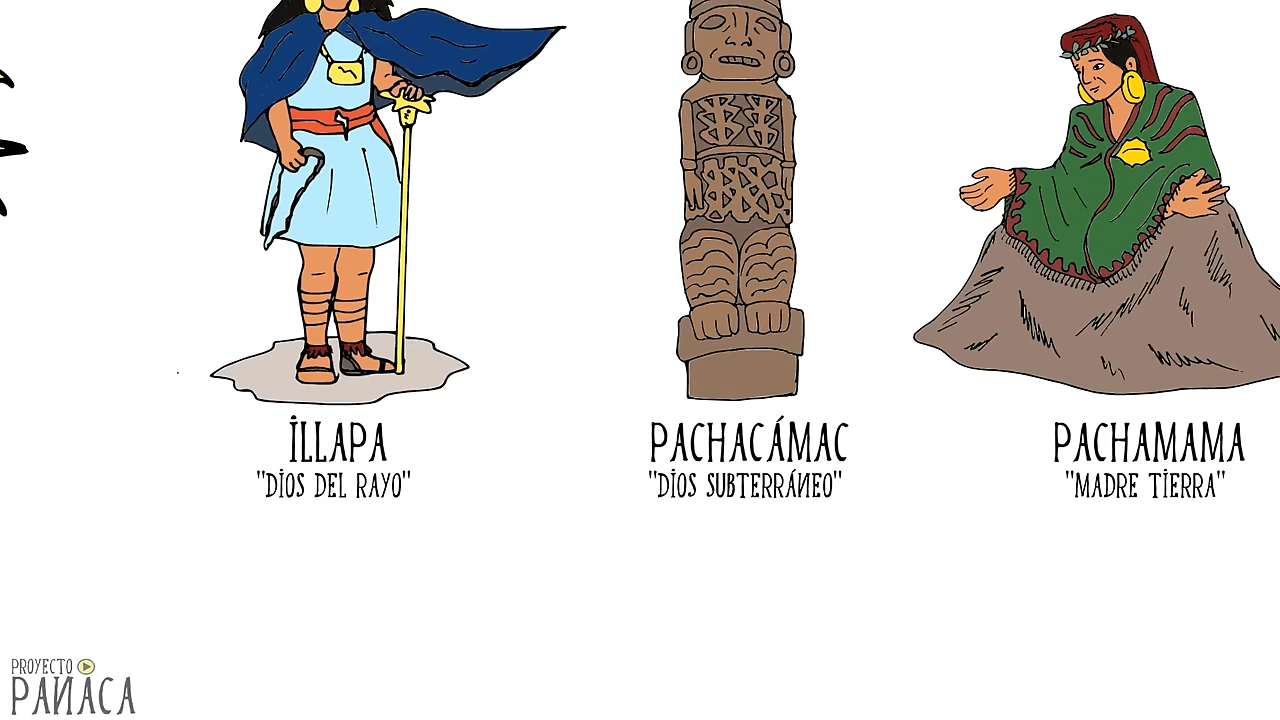 ILLAPA
"DIOS DEL RAYO"
PACHACÁMAC
"DIOS SUBTERRÁNEO"
PACHAMAMA
"MADRE TIERRA"
PROYECTO
PANACA